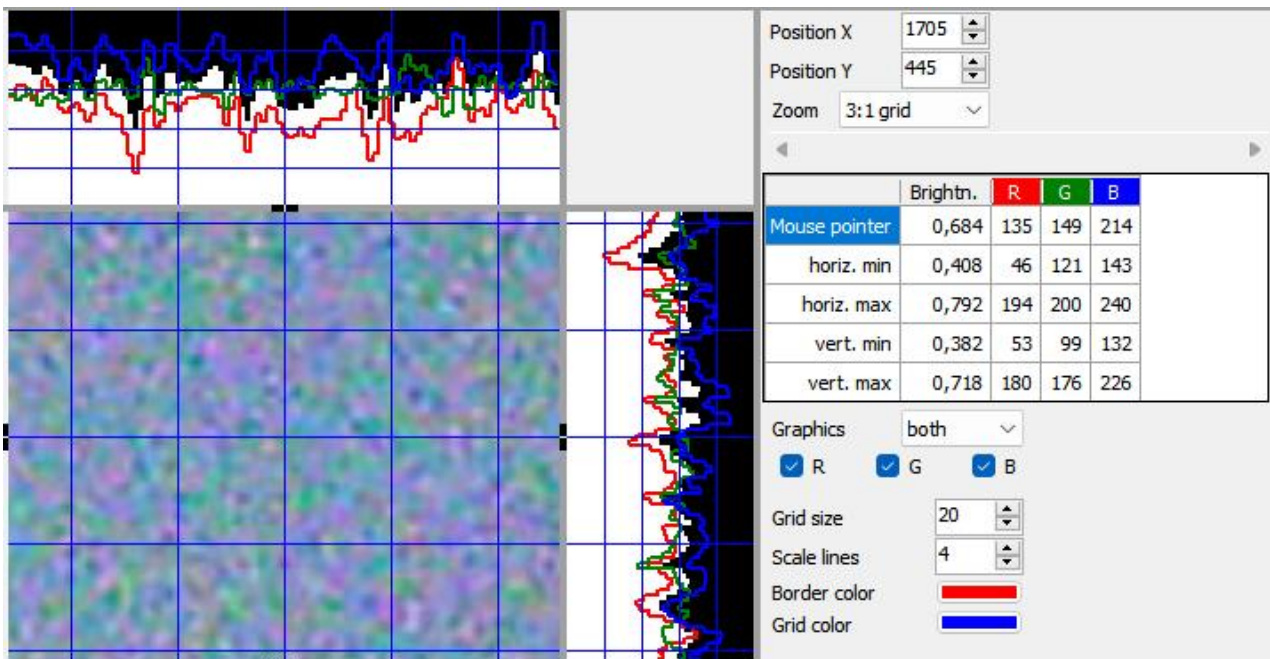 Position X 1705
Position Y 445
Zoom 3:1 grid
Brightn. R G B
Mouse pointer 0,684 135 149 214
horiz. min 0,408 46 121 143
horiz. max 0,792 194 200 240
vert. min 0,382 53 99 132
vert. max 0,718 180 176 226
Graphics both
R G B
Grid size 20
Scale lines 4
Border color
Grid color